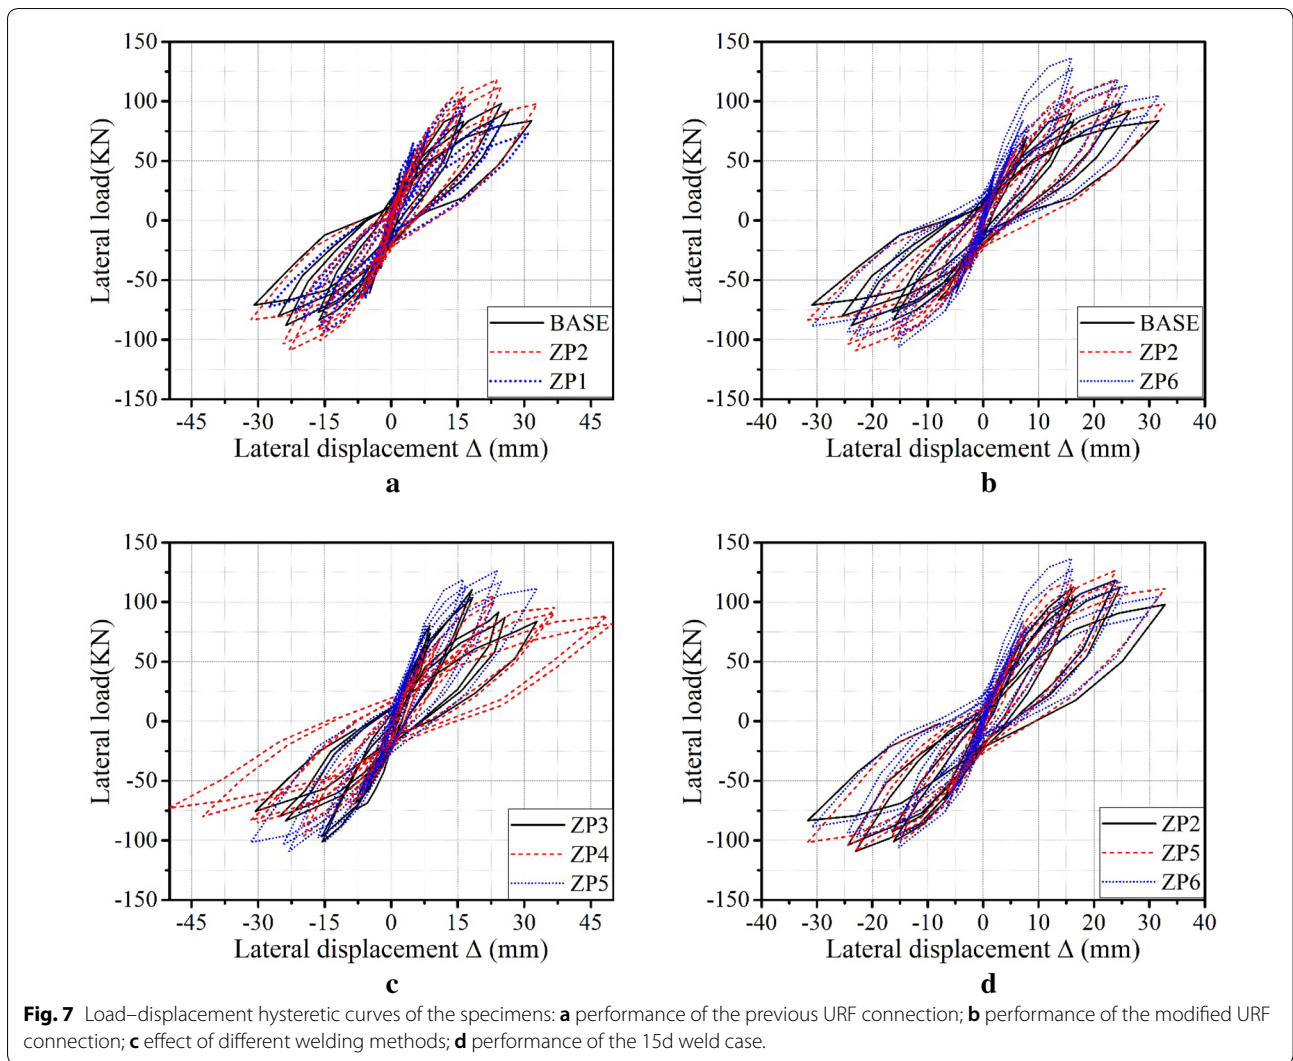 150
100
50
0
-50
-100
-150
-45 -30 -15 0 15 30 45
Lateral load(KN)
Lateral displacement Δ (mm)
BASE
ZP2
ZP1
a
150
100
50
0
-50
-100
-150
-40 -30 -20 -10 0 10 20 30 40
Lateral load(KN)
Lateral displacement Δ (mm)
BASE
ZP2
ZP6
b
150
100
50
0
-50
-100
-150
-45 -30 -15 0 15 30 45
Lateral load(KN)
Lateral displacement Δ (mm)
ZP3
ZP4
ZP5
c
150
100
50
0
-50
-100
-150
-40 -30 -20 -10 0 10 20 30 40
Lateral load(KN)
Lateral displacement Δ (mm)
ZP2
ZP5
ZP6
d
Fig. 7 Load–displacement hysteretic curves of the specimens: a performance of the previous URF connection; b performance of the modified URF
connection; c effect of different welding methods; d performance of the 15d weld case.